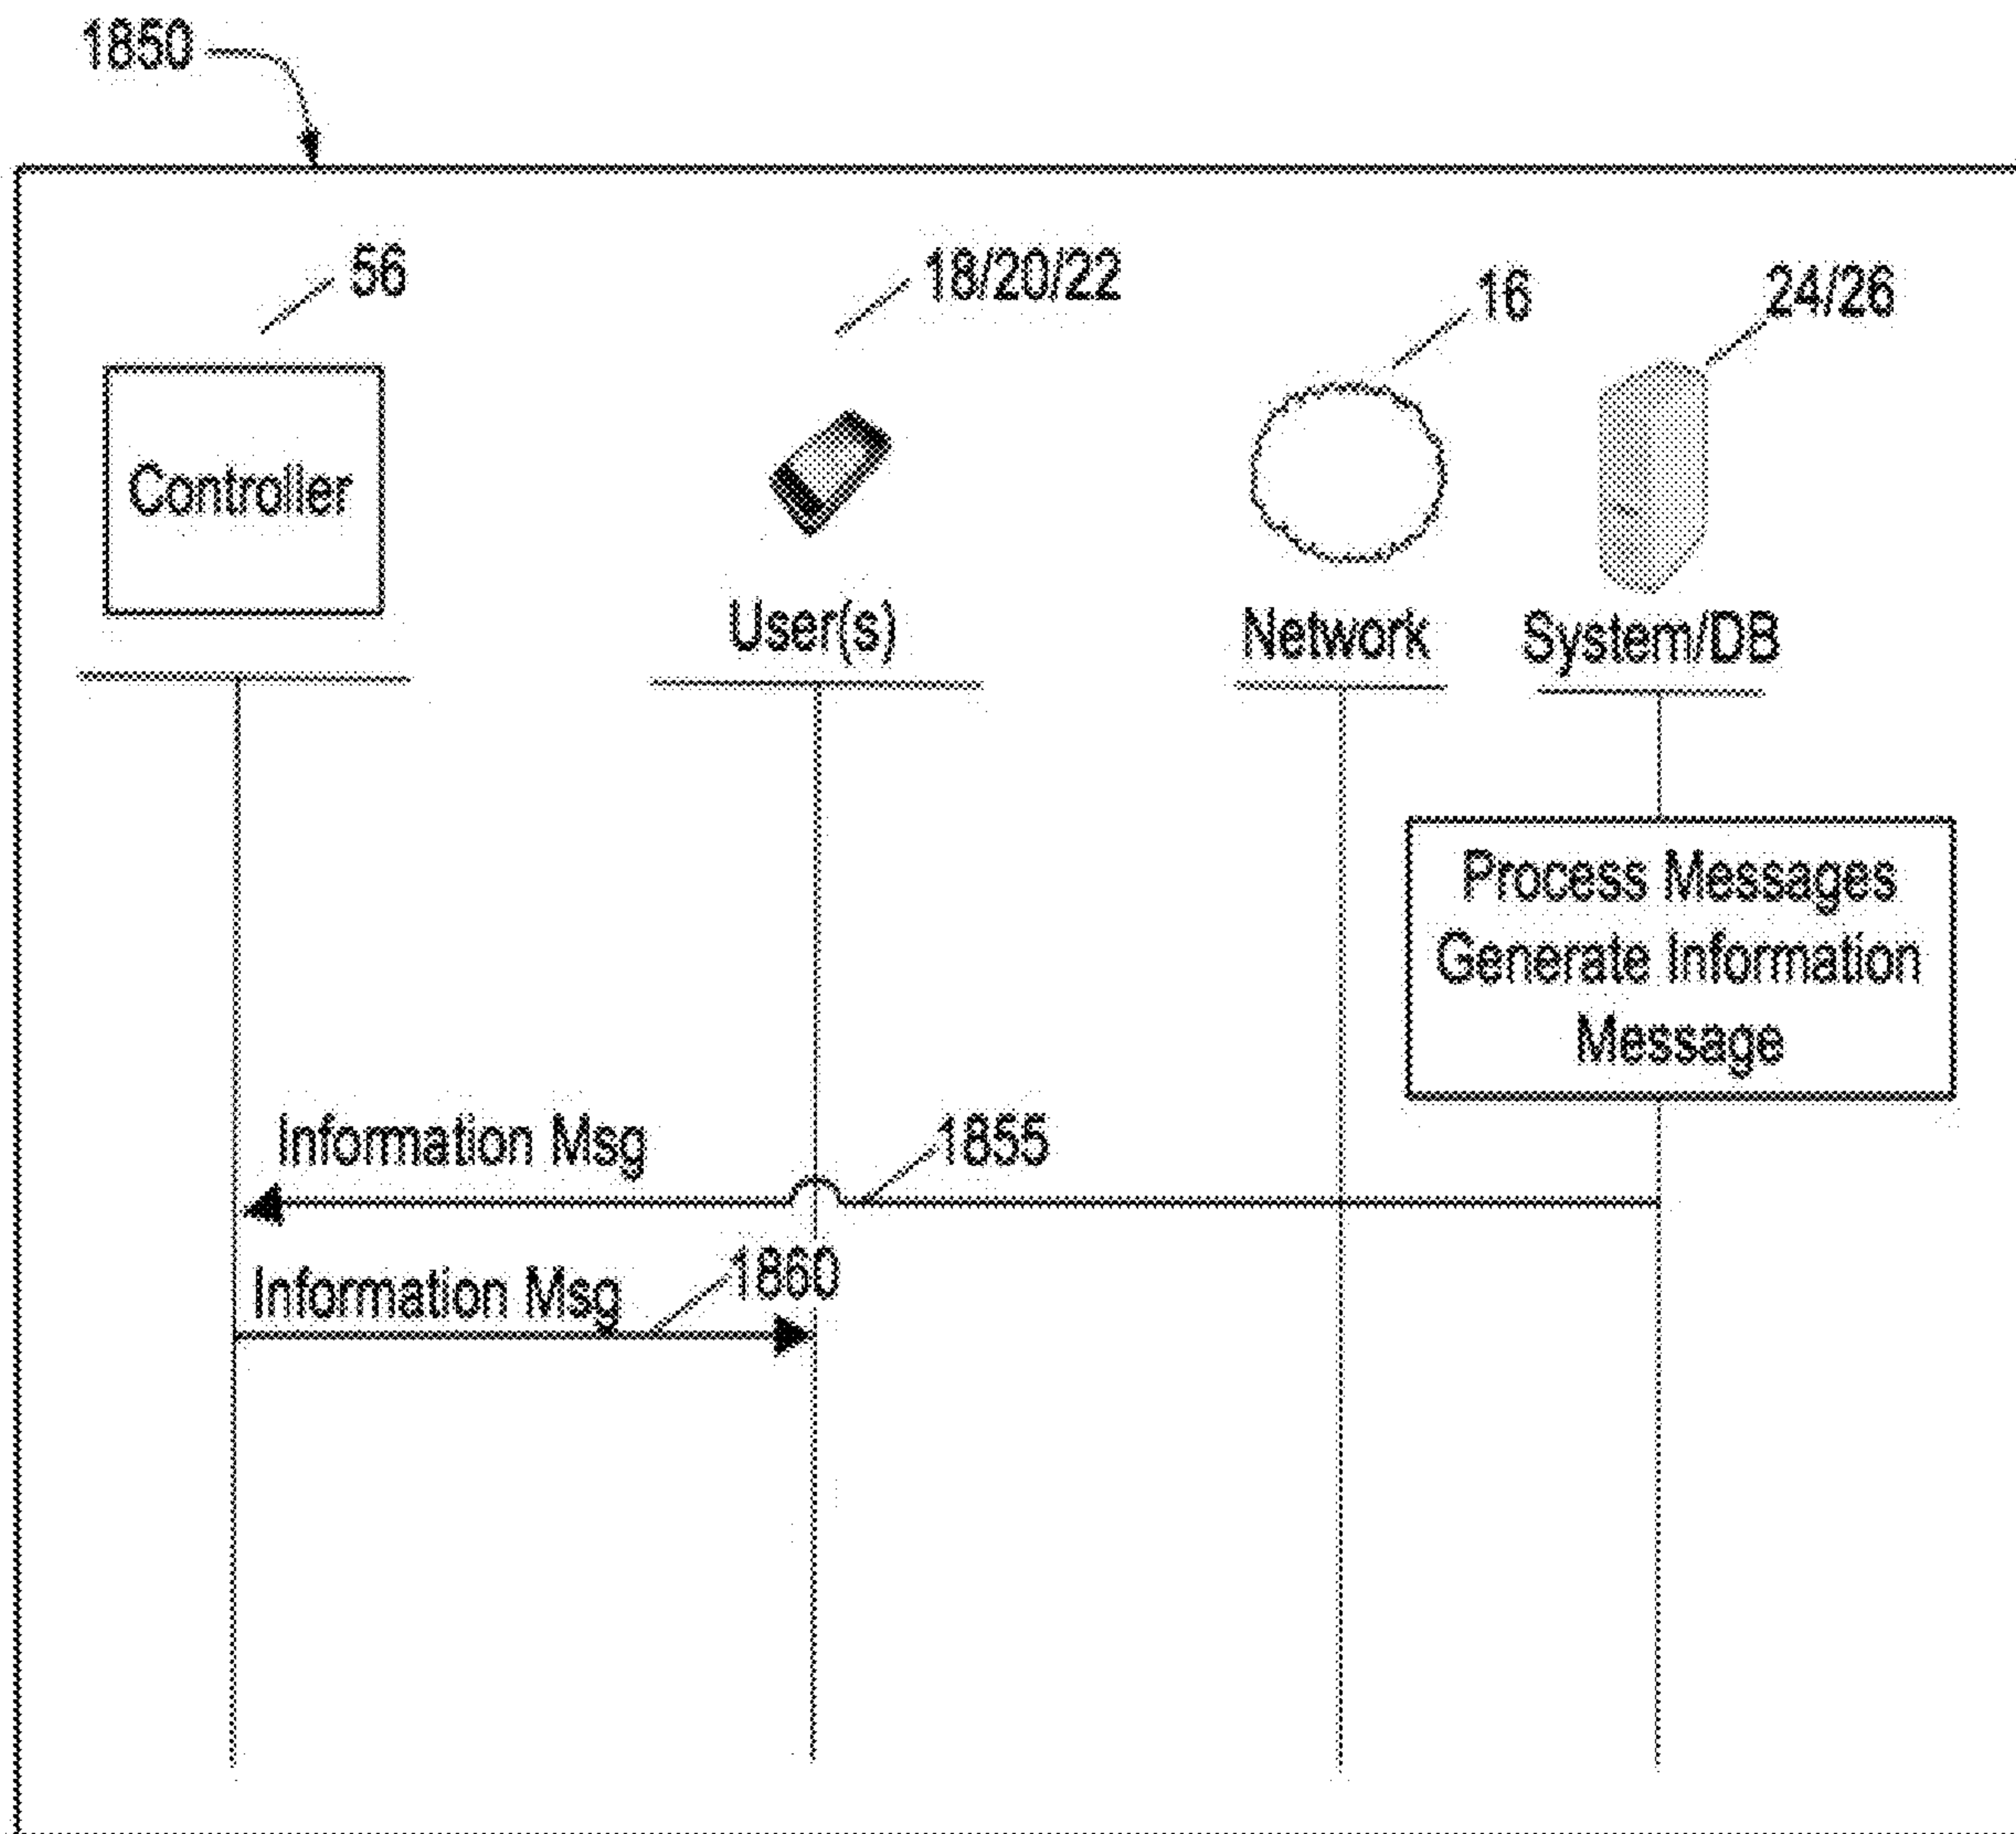 1850
56
18/20/22
16
24/26
Controller
User(s)
Network
System/DB
Process Messages
Generate Information
Message
Information Msg
1855
Information Msg
1860